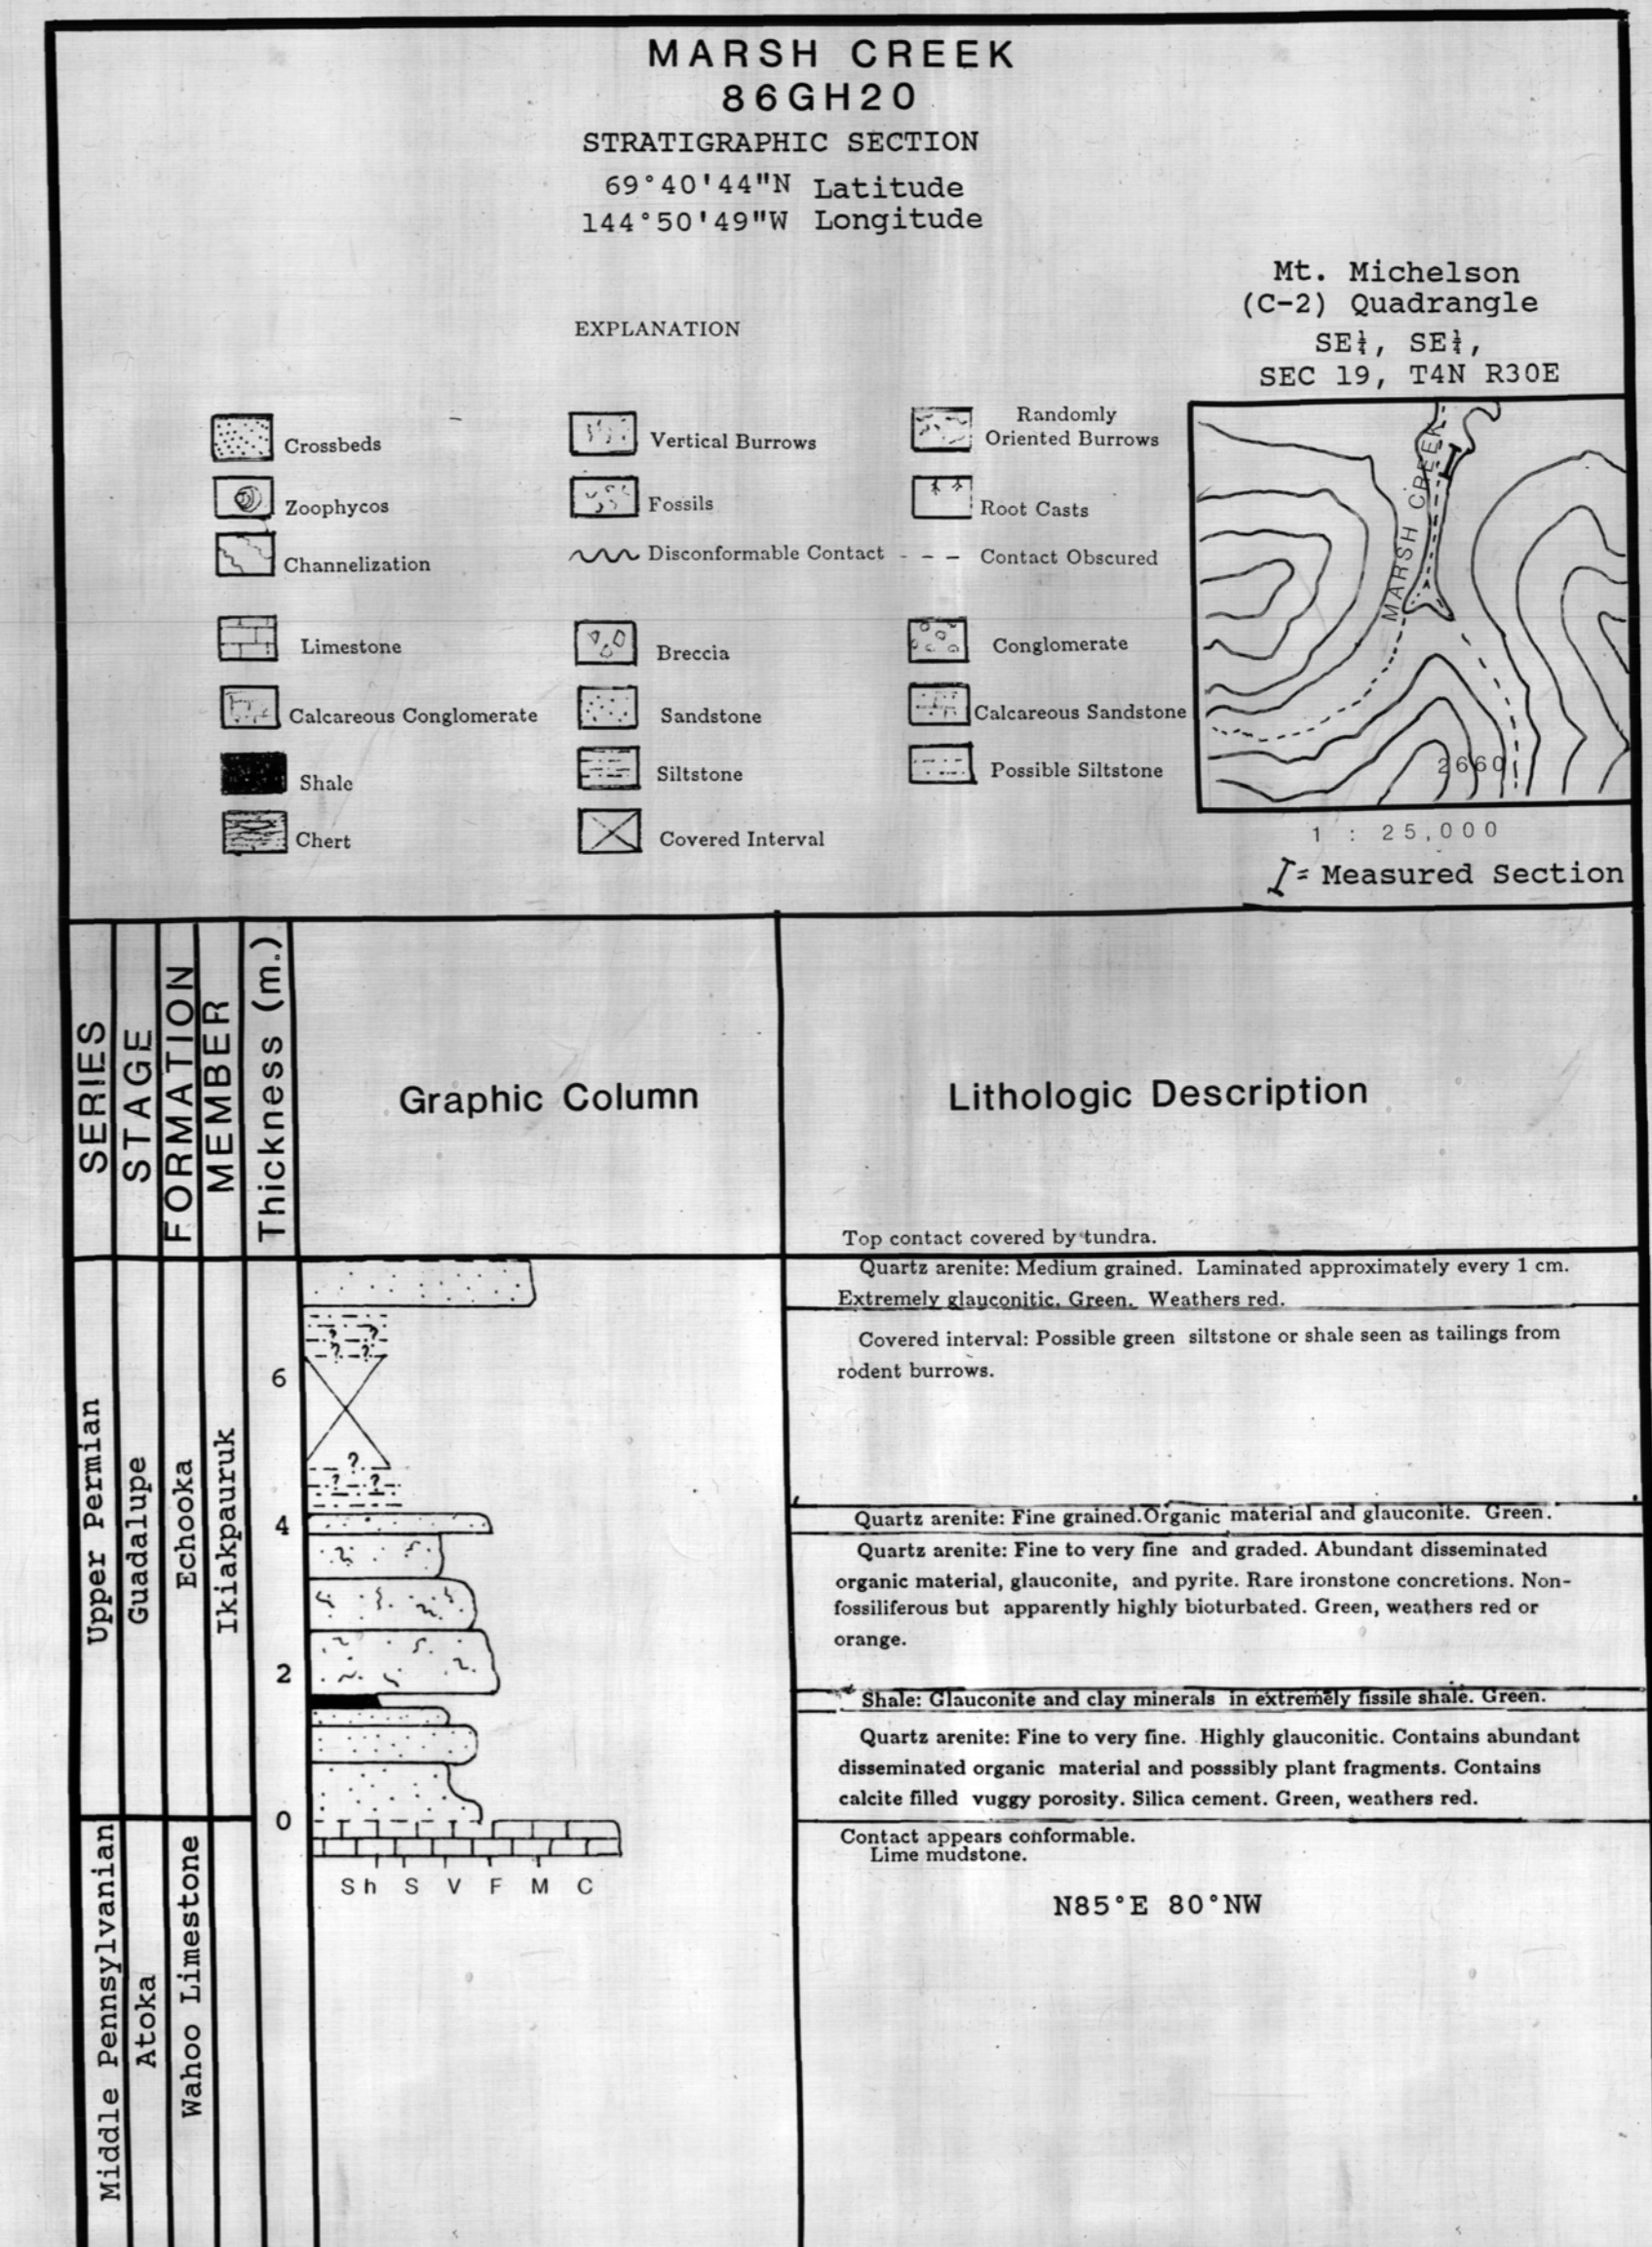 MARSH CREEK
86GH20
STRATIGRAPHIC SECTION
69°40'44"N Latitude
144°50'49"W Longitude
Mt. Michelson
(C-2) Quadrangle
SE¼, SE¼,
SEC 19, T4N R30E
EXPLANATION
Crossbeds
Vertical Burrows
Randomly
Oriented Burrows
Zoophycos
Fossils
Root Casts
Channelization
Disconformable Contact
Contact Obscured
Limestone
Breccia
Conglomerate
Calcareous Conglomerate
Sandstone
Calcareous Sandstone
Shale
Siltstone
Possible Siltstone
Chert
Covered Interval
MARSH CREEK
2660
1 : 25,000
I = Measured Section
SERIES
STAGE
FORMATION
MEMBER
Thickness (m.)
Graphic Column
Lithologic Description
Top contact covered by tundra.
Quartz arenite: Medium grained. Laminated approximately every 1 cm.
Extremely glauconitic. Green. Weathers red.
Covered interval: Possible green siltstone or shale seen as tailings from
rodent burrows.
Quartz arenite: Fine grained.Organic material and glauconite. Green.
Quartz arenite: Fine to very fine and graded. Abundant disseminated
organic material, glauconite, and pyrite. Rare ironstone concretions. Non-
fossiliferous but apparently highly bioturbated. Green, weathers red or
orange.
Shale: Glauconite and clay minerals in extremely fissile shale. Green.
Quartz arenite: Fine to very fine. Highly glauconitic. Contains abundant
disseminated organic material and posssibly plant fragments. Contains
calcite filled vuggy porosity. Silica cement. Green, weathers red.
Contact appears conformable.
Lime mudstone.
N85°E 80°NW
Upper Permian
Guadalupe
Echooka
Ikiakpauruk
6
4
2
0
? ?
? ?
?
? ?
Sh S V F M C
Middle Pennsylvanian
Atoka
Wahoo Limestone